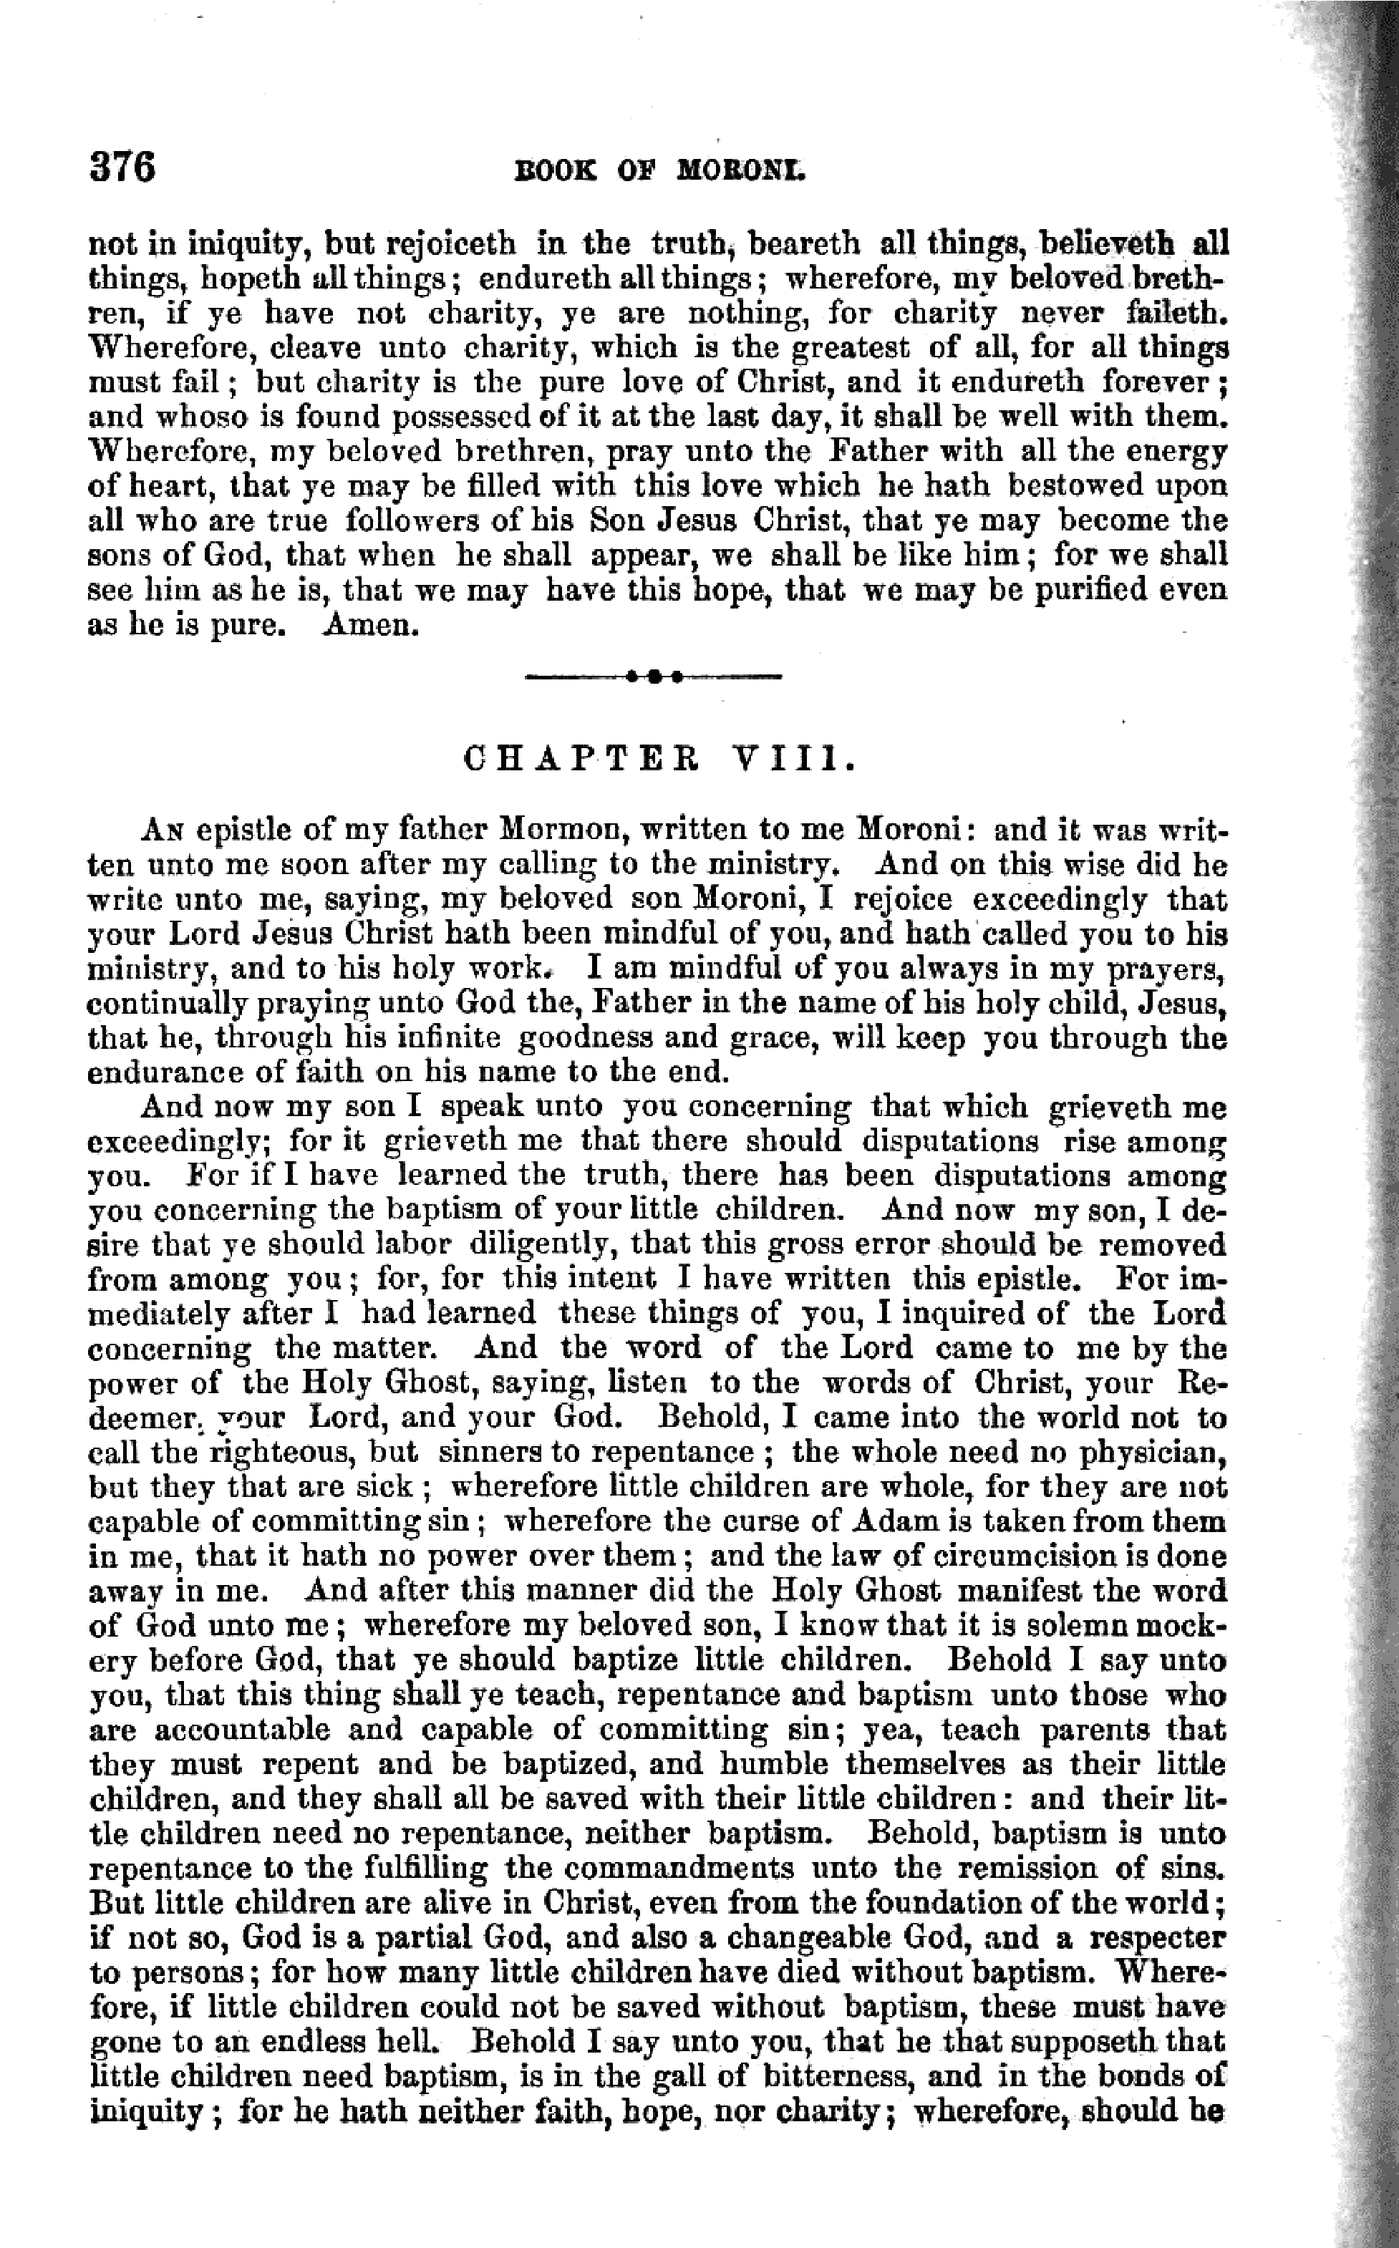 376 BOOK OF MORONI.
not in iniquity, but rejoiceth in the truth, beareth all things, believeth all
things, hopeth all things; endureth all things; wherefore, my beloved breth-
ren, if ye have not charity, ye are nothing, for charity never faileth.
Wherefore, cleave unto charity, which is the greatest of all, for all things
must fail; but charity is the pure love of Christ, and it endureth forever;
and whoso is found possessed of it at the last day, it shall be well with them.
Wherefore, my beloved brethren, pray unto the Father with all the energy
of heart, that ye may be filled with this love which he hath bestowed upon
all who are true followers of his Son Jesus Christ, that ye may become the
sons of God, that when he shall appear, we shall be like him; for we shall
see him as he is, that we may have this hope, that we may be purified even
as he is pure. Amen.
CHAPTER VIII.
AN epistle of my father Mormon, written to me Moroni: and it was writ-
ten unto me soon after my calling to the ministry. And on this wise did he
write unto me, saying, my beloved son Moroni, I rejoice exceedingly that
your Lord Jesus Christ hath been mindful of you, and hath called you to his
ministry, and to his holy work. I am mindful of you always in my prayers,
continually praying unto God the, Father in the name of his holy child, Jesus,
that he, through his infinite goodness and grace, will keep you through the
endurance of faith on his name to the end.
And now my son I speak unto you concerning that which grieveth me
exceedingly; for it grieveth me that there should disputations rise among
you. For if I have learned the truth, there has been disputations among
you concerning the baptism of your little children. And now my son, I de-
sire that ye should labor diligently, that this gross error should be removed
from among you; for, for this intent I have written this epistle. For im-
mediately after I had learned these things of you, I inquired of the Lord
concerning the matter. And the word of the Lord came to me by the
power of the Holy Ghost, saying, listen to the words of Christ, your Re-
deemer, your Lord, and your God. Behold, I came into the world not to
call the righteous, but sinners to repentance; the whole need no physician,
but they that are sick; wherefore little children are whole, for they are not
capable of committing sin; wherefore the curse of Adam is taken from them
in me, that it hath no power over them; and the law of circumcision is done
away in me. And after this manner did the Holy Ghost manifest the word
of God unto me; wherefore my beloved son, I know that it is solemn mock-
ery before God, that ye should baptize little children. Behold I say unto
you, that this thing shall ye teach, repentance and baptism unto those who
are accountable and capable of committing sin; yea, teach parents that
they must repent and be baptized, and humble themselves as their little
children, and they shall all be saved with their little children: and their lit-
tle children need no repentance, neither baptism. Behold, baptism is unto
repentance to the fulfilling the commandments unto the remission of sins.
But little children are alive in Christ, even from the foundation of the world;
if not so, God is a partial God, and also a changeable God, and a respecter
to persons; for how many little children have died without baptism. Where-
fore, if little children could not be saved without baptism, these must have
gone to an endless hell. Behold I say unto you, that he that supposeth that
little children need baptism, is in the gall of bitterness, and in the bonds of
iniquity; for he hath neither faith, hope, nor charity; wherefore, should he